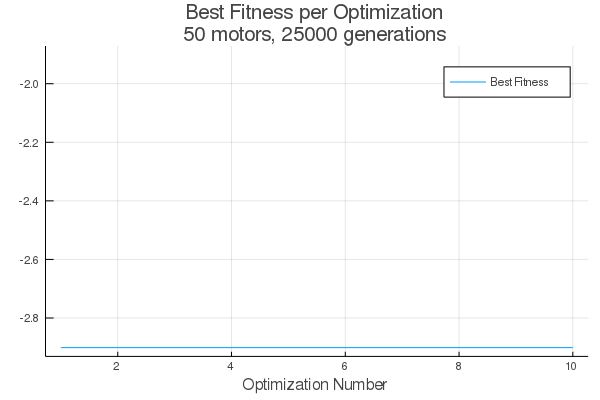 Best Fitness per Optimization
50 motors, 25000 generations
Best Fitness
-2.0
-2.2
-2.4
-2.6
-2.8
2 4 6 8 10
Optimization Number